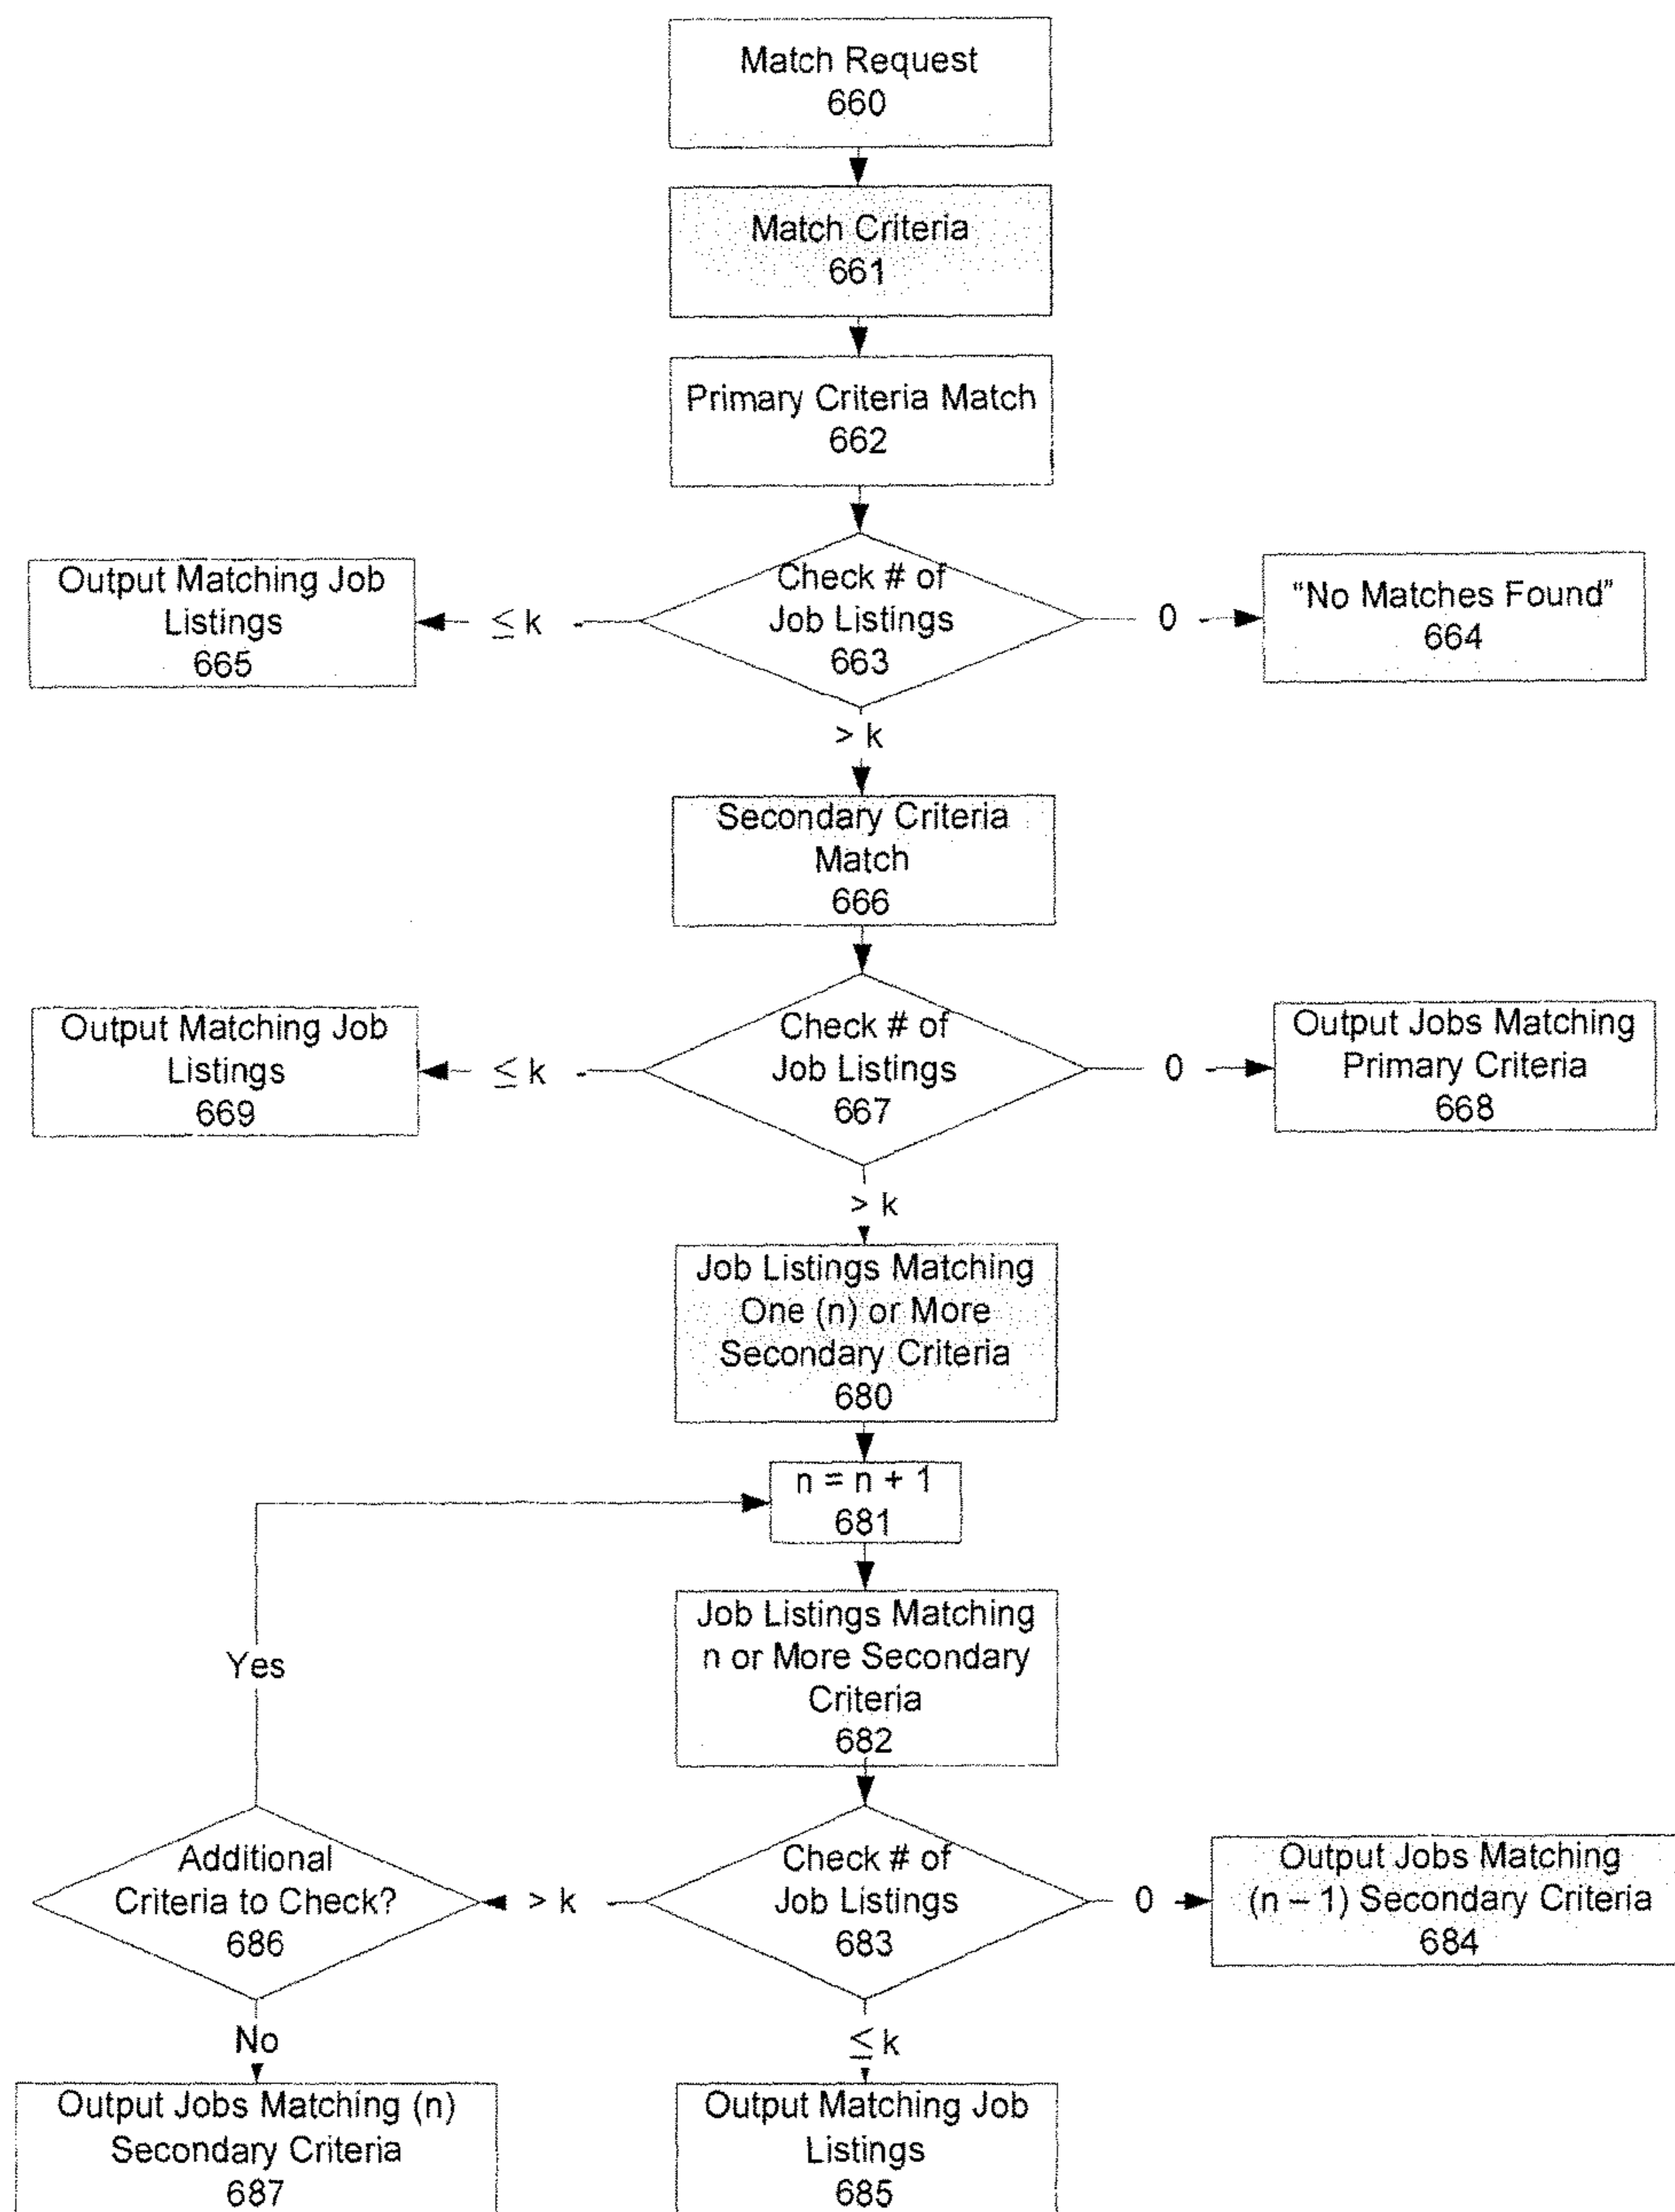 Match Request
660
Match Criteria
661
Primary Criteria Match
662
Check # of
Job Listings
663
Output Matching Job
Listings
665
≤ k
0
"No Matches Found"
664
> k
Secondary Criteria
Match
666
Check # of
Job Listings
667
Output Matching Job
Listings
669
≤ k
0
Output Jobs Matching
Primary Criteria
668
> k
Job Listings Matching
One (n) or More
Secondary Criteria
680
n = n + 1
681
Job Listings Matching
n or More Secondary
Criteria
682
Yes
Additional
Criteria to Check?
686
> k
Check # of
Job Listings
683
0
Output Jobs Matching
(n – 1) Secondary Criteria
684
No
≤ k
Output Jobs Matching (n)
Secondary Criteria
687
Output Matching Job
Listings
685